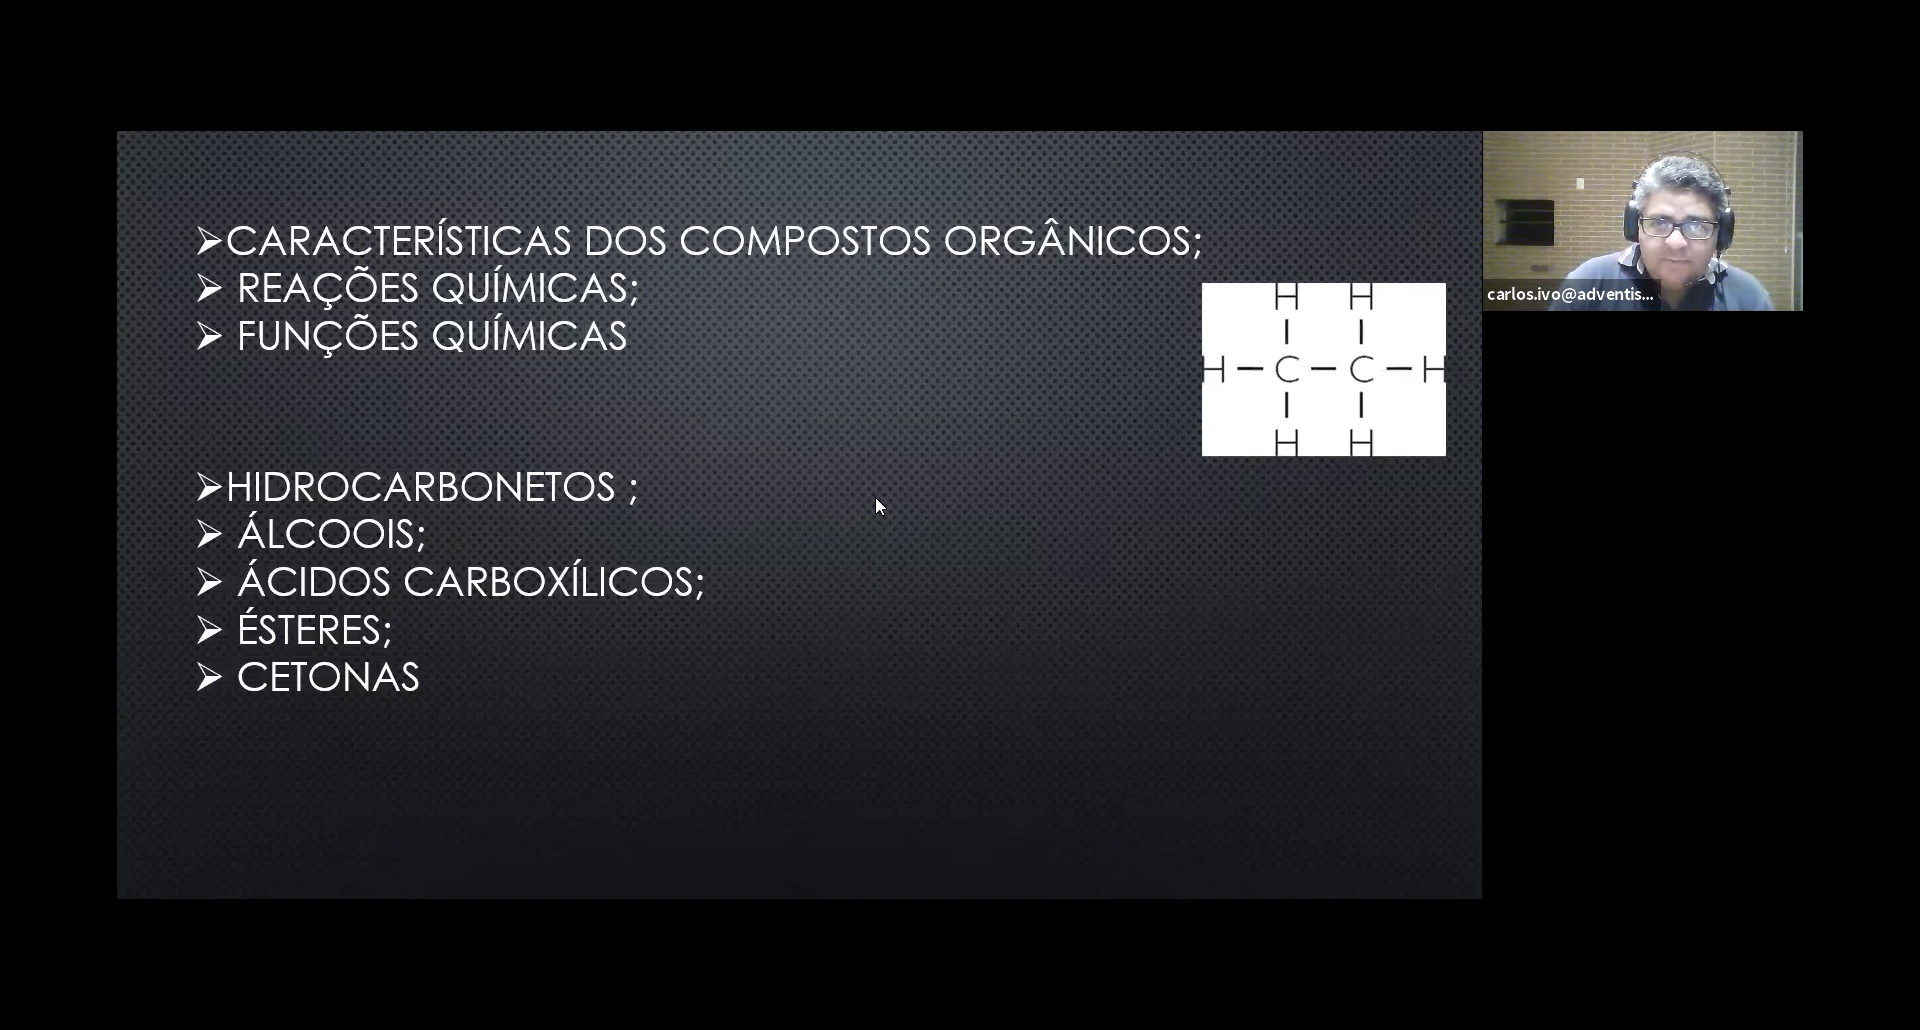 ➢CARACTERÍSTICAS DOS COMPOSTOS ORGÂNICOS;
➢ REAÇÕES QUÍMICAS;
➢ FUNÇÕES QUÍMICAS
H H
H — C — C — H
H H
➢HIDROCARBONETOS ;
➢ ÁLCOOIS;
➢ ÁCIDOS CARBOXÍLICOS;
➢ ÉSTERES;
➢ CETONAS
carlos.ivo@adventis...